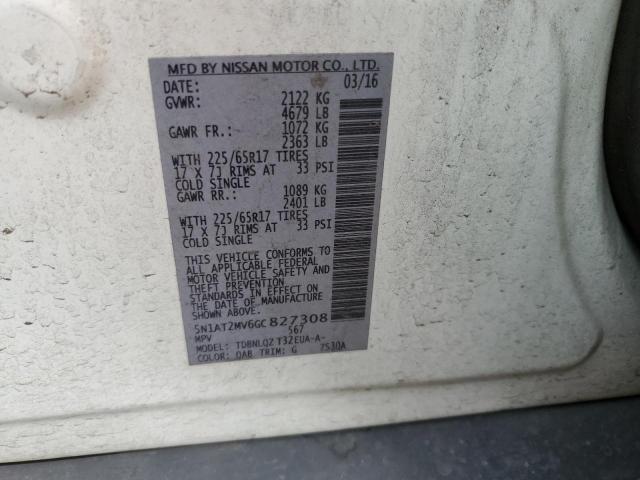 MFD BY NISSAN MOTOR CO., LTD.
DATE: 03/16
GVWR: 2122 KG
4679 LB
GAWR FR.: 1072 KG
2363 LB
WITH 225/65R17 TIRES
17 X 7J RIMS AT 33 PSI
COLD SINGLE
GAWR RR.: 1089 KG
2401 LB
WITH 225/65R17 TIRES
17 X 7J RIMS AT 33 PSI
COLD SINGLE
THIS VEHICLE CONFORMS TO
ALL APPLICABLE FEDERAL
MOTOR VEHICLE SAFETY AND
THEFT PREVENTION
STANDARDS IN EFFECT ON
THE DATE OF MANUFACTURE
SHOWN ABOVE.
5N1AT2MV6GC827308
MPV 567
MODEL: TDBNLQZ T32EUA-A-
COLOR: QAB TRIM: G 7530A